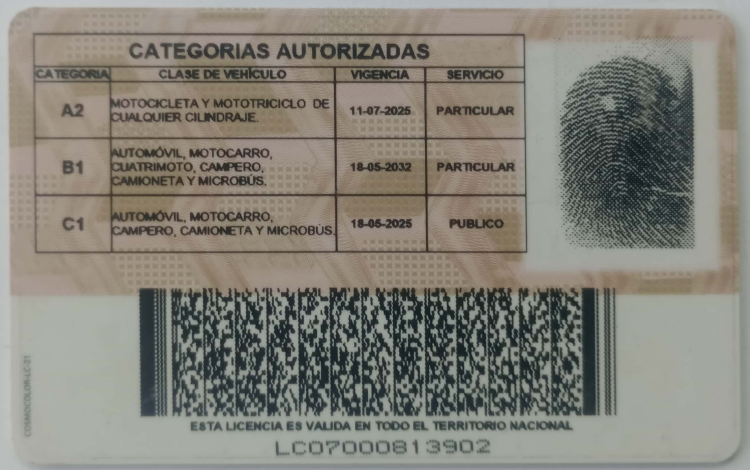 CATEGORIAS AUTORIZADAS
CATEGORIA CLASE DE VEHÍCULO VIGENCIA SERVICIO
A2 MOTOCICLETA Y MOTOTRICICLO DE CUALQUIER CILINDRAJE. 11-07-2025 PARTICULAR
B1 AUTOMÓVIL, MOTOCARRO, CUATRIMOTO, CAMPERO, CAMIONETA Y MICROBÚS. 18-05-2032 PARTICULAR
C1 AUTOMÓVIL, MOTOCARRO, CAMPERO, CAMIONETA Y MICROBÚS. 18-05-2025 PUBLICO
ESTA LICENCIA ES VALIDA EN TODO EL TERRITORIO NACIONAL
LC07000813902